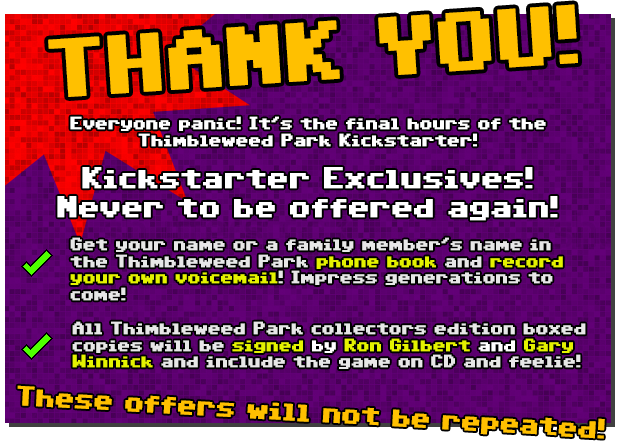 THANK YOU!
Everyone panic! It's the final hours of the
Thimbleweed Park Kickstarter!
Kickstarter Exclusives!
Never to be offered again!
Get your name or a family member's name in
the Thimbleweed Park phone book and record
your own voicemail! Impress generations to
come!
All Thimbleweed Park collectors edition boxed
copies will be signed by Ron Gilbert and Gary
Winnick and include the game on CD and feelie!
These offers will not be repeated!